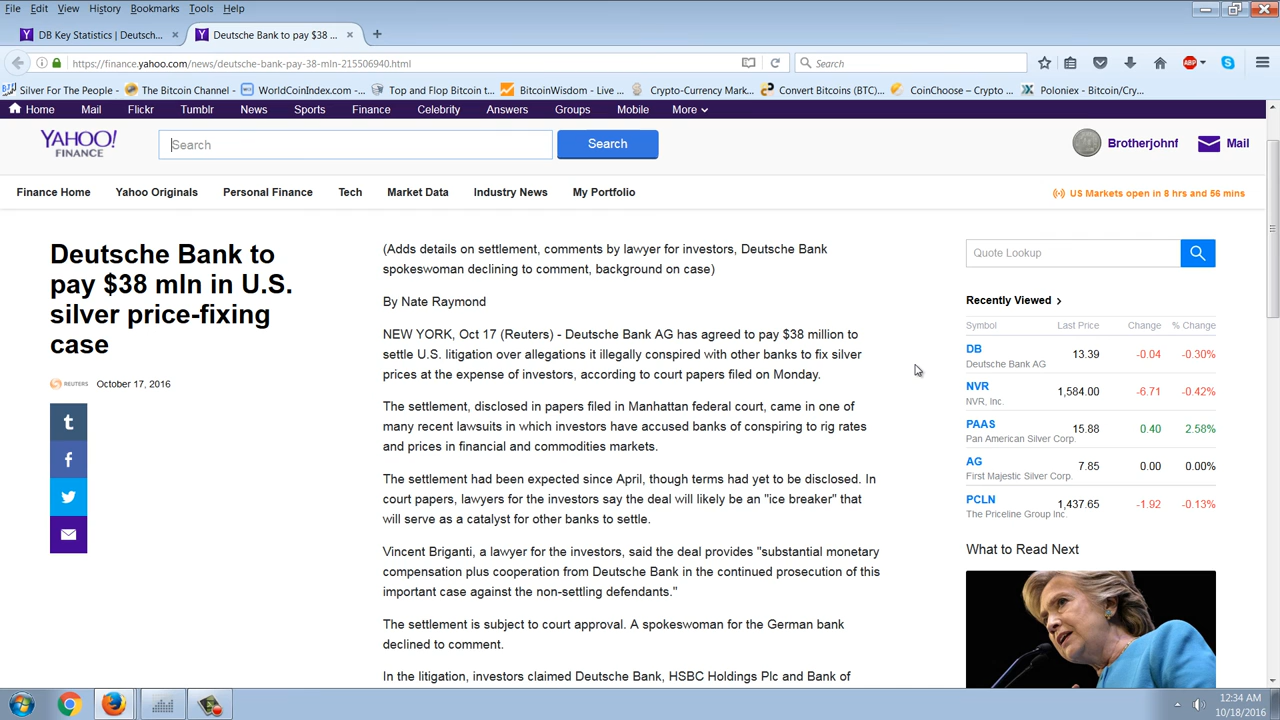 File Edit View History Bookmarks Tools Help
DB Key Statistics | Deutsch... × Deutsche Bank to pay $38 ... × +
https://finance.yahoo.com/news/deutsche-bank-pay-38-mln-215506940.html Search ABP
Silver For The People - The Bitcoin Channel - WorldCoinIndex.com - ... Top and Flop Bitcoin t... BitcoinWisdom - Live ... Crypto-Currency Mark... Convert Bitcoins (BTC)... CoinChoose – Crypto ... Poloniex - Bitcoin/Cry...
Home Mail Flickr Tumblr News Sports Finance Celebrity Answers Groups Mobile More
YAHOO!
FINANCE
Search Search Brotherjohnf Mail
Finance Home Yahoo Originals Personal Finance Tech Market Data Industry News My Portfolio US Markets open in 8 hrs and 56 mins
Deutsche Bank to
pay $38 mln in U.S.
silver price-fixing
case
REUTERS October 17, 2016
t
f
(Adds details on settlement, comments by lawyer for investors, Deutsche Bank
spokeswoman declining to comment, background on case)
By Nate Raymond
NEW YORK, Oct 17 (Reuters) - Deutsche Bank AG has agreed to pay $38 million to
settle U.S. litigation over allegations it illegally conspired with other banks to fix silver
prices at the expense of investors, according to court papers filed on Monday.
The settlement, disclosed in papers filed in Manhattan federal court, came in one of
many recent lawsuits in which investors have accused banks of conspiring to rig rates
and prices in financial and commodities markets.
The settlement had been expected since April, though terms had yet to be disclosed. In
court papers, lawyers for the investors say the deal will likely be an "ice breaker" that
will serve as a catalyst for other banks to settle.
Vincent Briganti, a lawyer for the investors, said the deal provides "substantial monetary
compensation plus cooperation from Deutsche Bank in the continued prosecution of this
important case against the non-settling defendants."
The settlement is subject to court approval. A spokeswoman for the German bank
declined to comment.
In the litigation, investors claimed Deutsche Bank, HSBC Holdings Plc and Bank of
Quote Lookup
Recently Viewed
Symbol Last Price Change % Change
DB 13.39 -0.04 -0.30%
Deutsche Bank AG
NVR 1,584.00 -6.71 -0.42%
NVR, Inc.
PAAS 15.88 0.40 2.58%
Pan American Silver Corp.
AG 7.85 0.00 0.00%
First Majestic Silver Corp.
PCLN 1,437.65 -1.92 -0.13%
The Priceline Group Inc.
What to Read Next
12:34 AM
10/18/2016